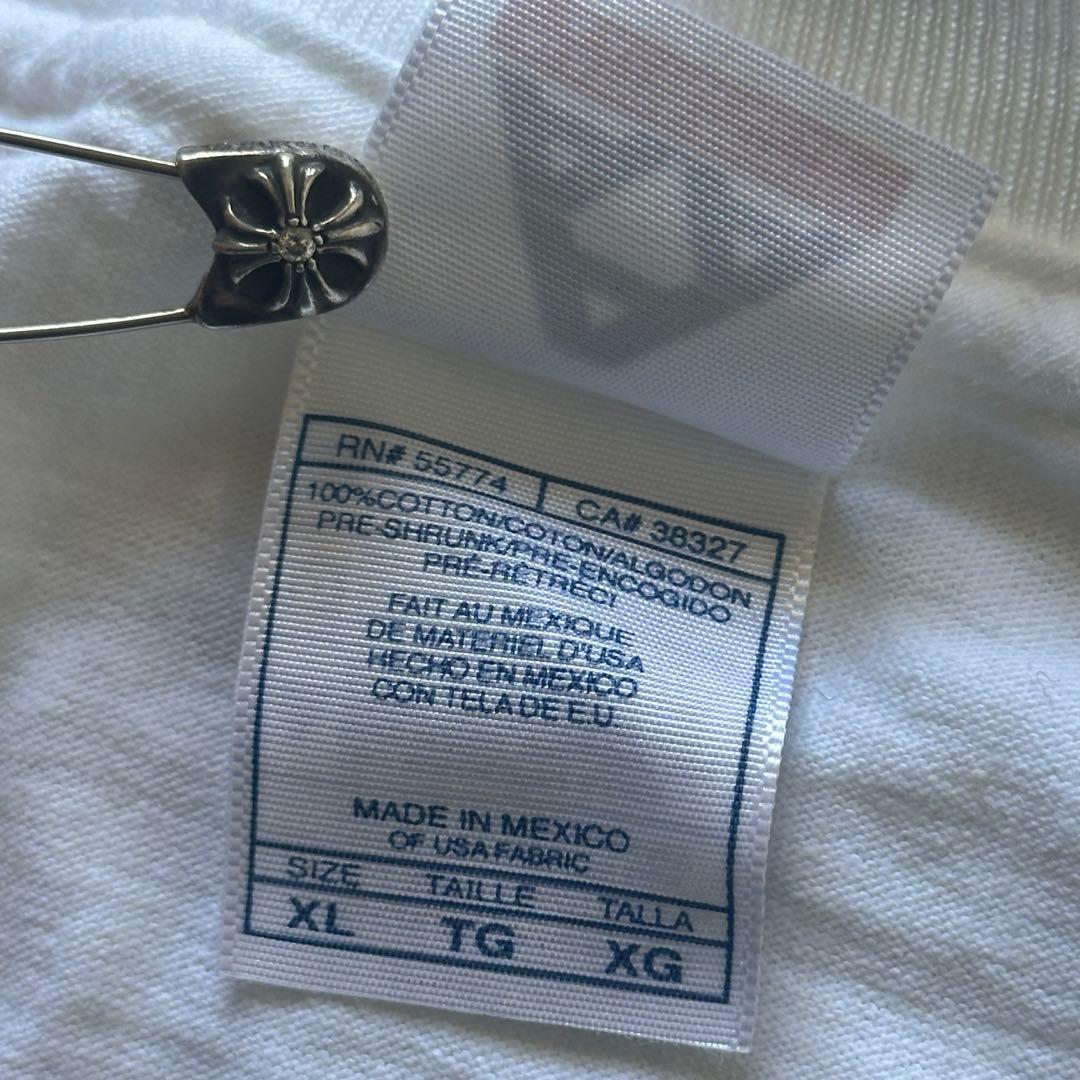 RN# 55774 CA# 38327
100%COTTON/COTON/ALGODON
PRE-SHRUNK/PRE-ENCOGIDO
PRÉ-RÉTRÉCI
FAIT AU MEXIQUE
DE MATERIEL D'USA
HECHO EN MEXICO
CON TELA DE E.U.
MADE IN MEXICO
OF USA FABRIC
SIZE TAILLE TALLA
XL TG XG